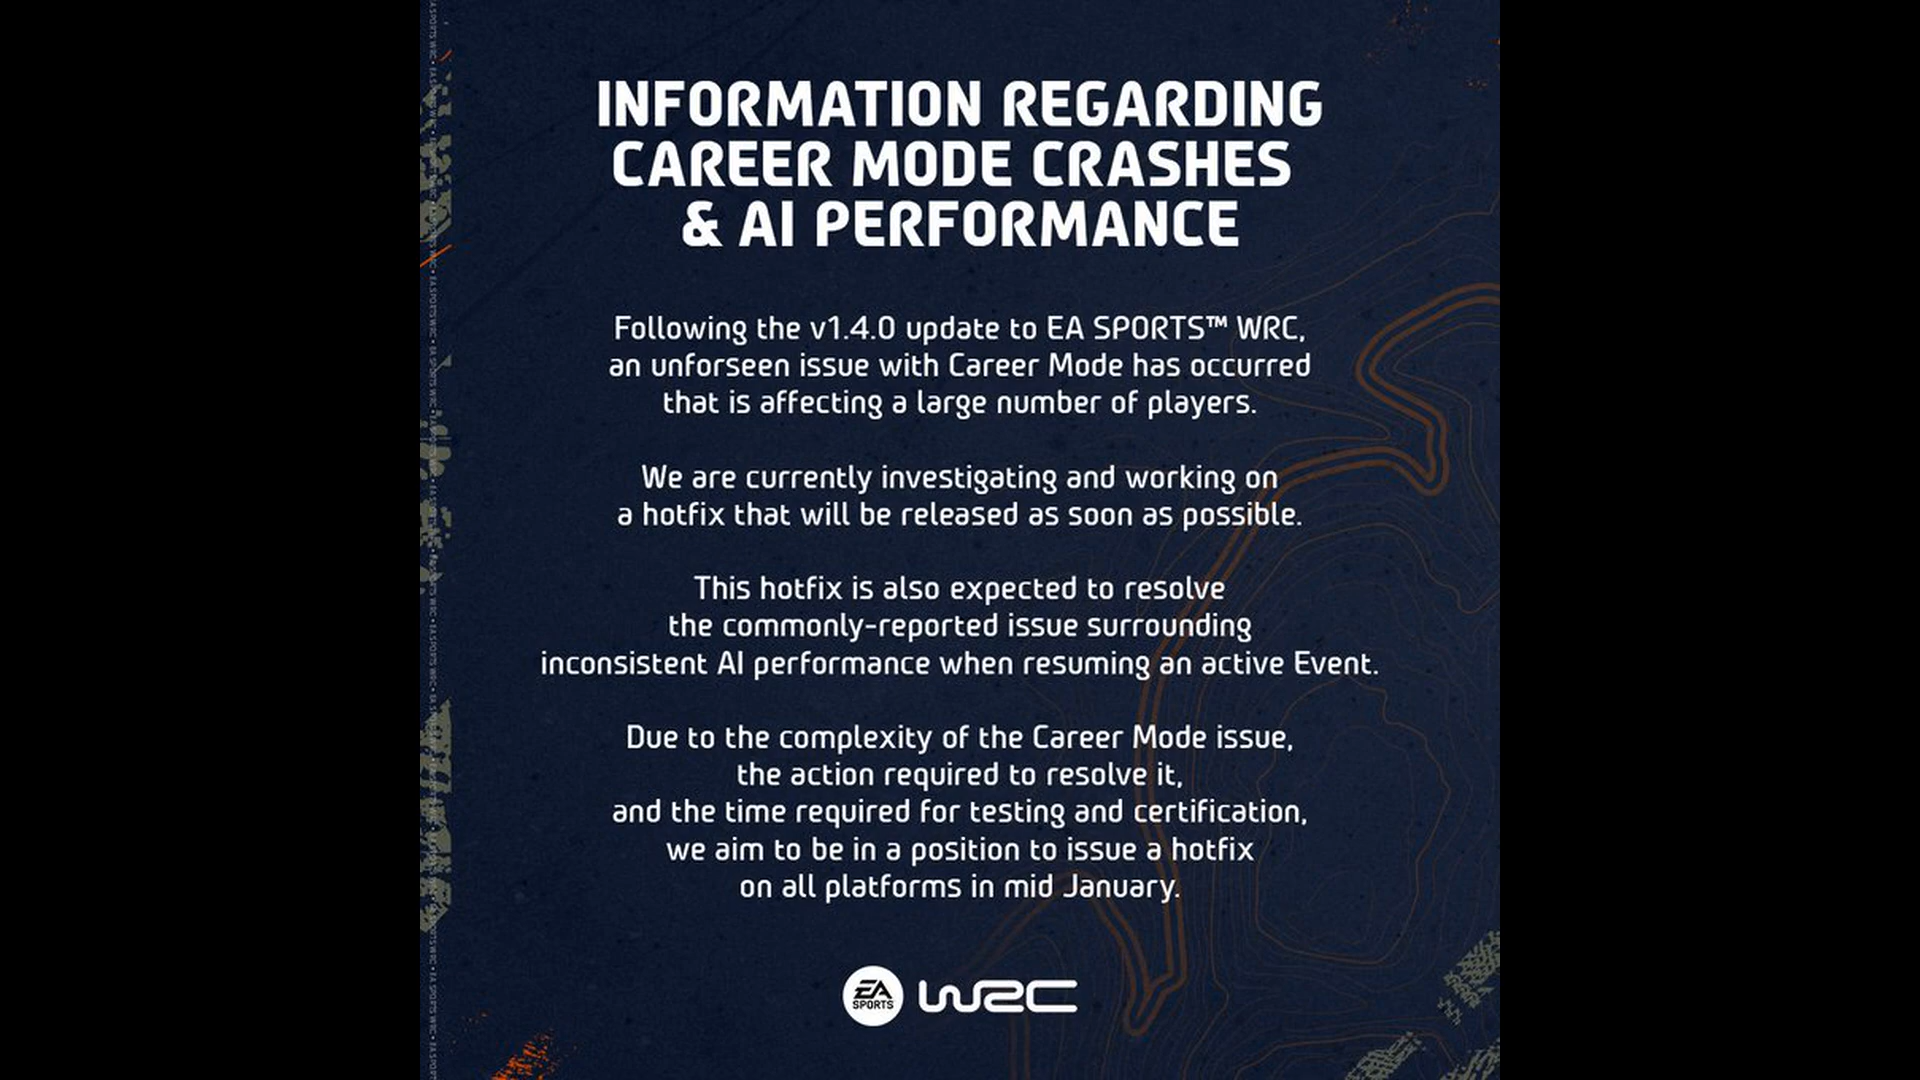 INFORMATION REGARDING
CAREER MODE CRASHES
& AI PERFORMANCE
Following the v1.4.0 update to EA SPORTS™ WRC,
an unforseen issue with Career Mode has occurred
that is affecting a large number of players.
We are currently investigating and working on
a hotfix that will be released as soon as possible.
This hotfix is also expected to resolve
the commonly-reported issue surrounding
inconsistent AI performance when resuming an active Event.
Due to the complexity of the Career Mode issue,
the action required to resolve it,
and the time required for testing and certification,
we aim to be in a position to issue a hotfix
on all platforms in mid January.
EA
SPORTS
WRC